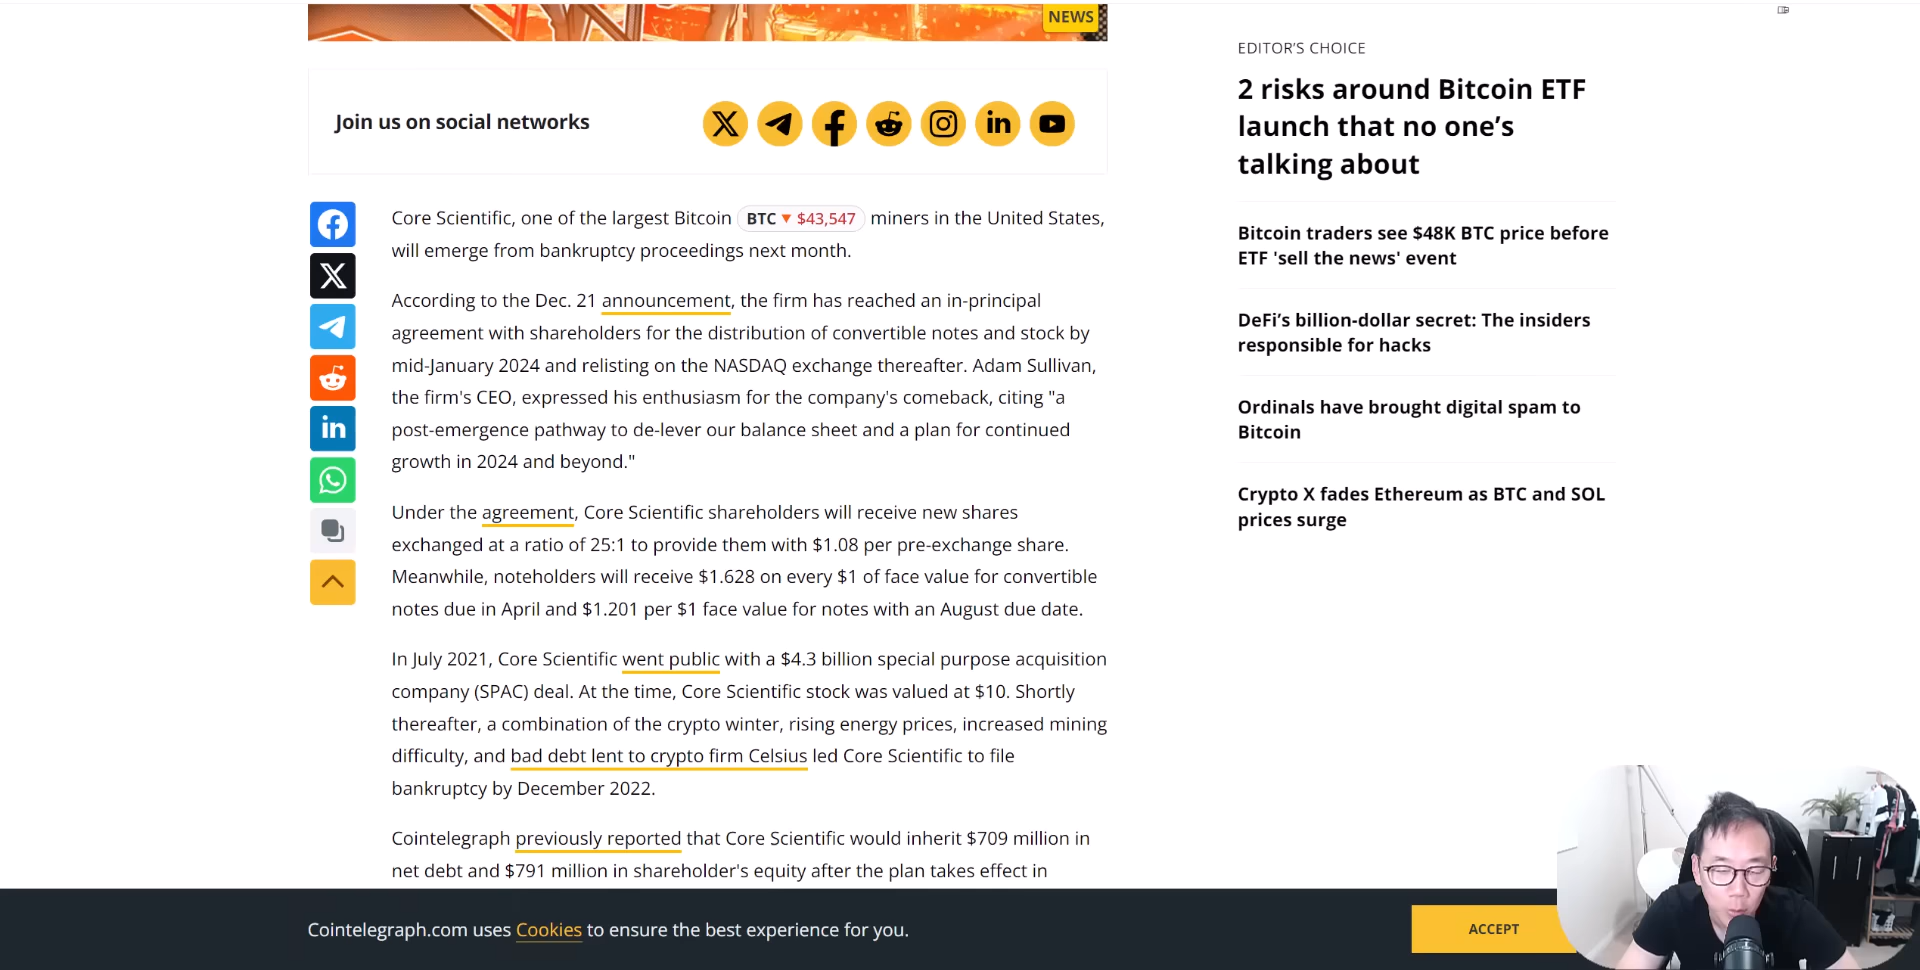 NEWS
Join us on social networks
Core Scientific, one of the largest Bitcoin BTC ▼ $43,547 miners in the United States,
will emerge from bankruptcy proceedings next month.
According to the Dec. 21 announcement, the firm has reached an in-principal
agreement with shareholders for the distribution of convertible notes and stock by
mid-January 2024 and relisting on the NASDAQ exchange thereafter. Adam Sullivan,
the firm's CEO, expressed his enthusiasm for the company's comeback, citing "a
post-emergence pathway to de-lever our balance sheet and a plan for continued
growth in 2024 and beyond."
Under the agreement, Core Scientific shareholders will receive new shares
exchanged at a ratio of 25:1 to provide them with $1.08 per pre-exchange share.
Meanwhile, noteholders will receive $1.628 on every $1 of face value for convertible
notes due in April and $1.201 per $1 face value for notes with an August due date.
In July 2021, Core Scientific went public with a $4.3 billion special purpose acquisition
company (SPAC) deal. At the time, Core Scientific stock was valued at $10. Shortly
thereafter, a combination of the crypto winter, rising energy prices, increased mining
difficulty, and bad debt lent to crypto firm Celsius led Core Scientific to file
bankruptcy by December 2022.
Cointelegraph previously reported that Core Scientific would inherit $709 million in
net debt and $791 million in shareholder's equity after the plan takes effect in
EDITOR’S CHOICE
2 risks around Bitcoin ETF
launch that no one’s
talking about
Bitcoin traders see $48K BTC price before
ETF 'sell the news' event
DeFi’s billion-dollar secret: The insiders
responsible for hacks
Ordinals have brought digital spam to
Bitcoin
Crypto X fades Ethereum as BTC and SOL
prices surge
Cointelegraph.com uses Cookies to ensure the best experience for you.
ACCEPT